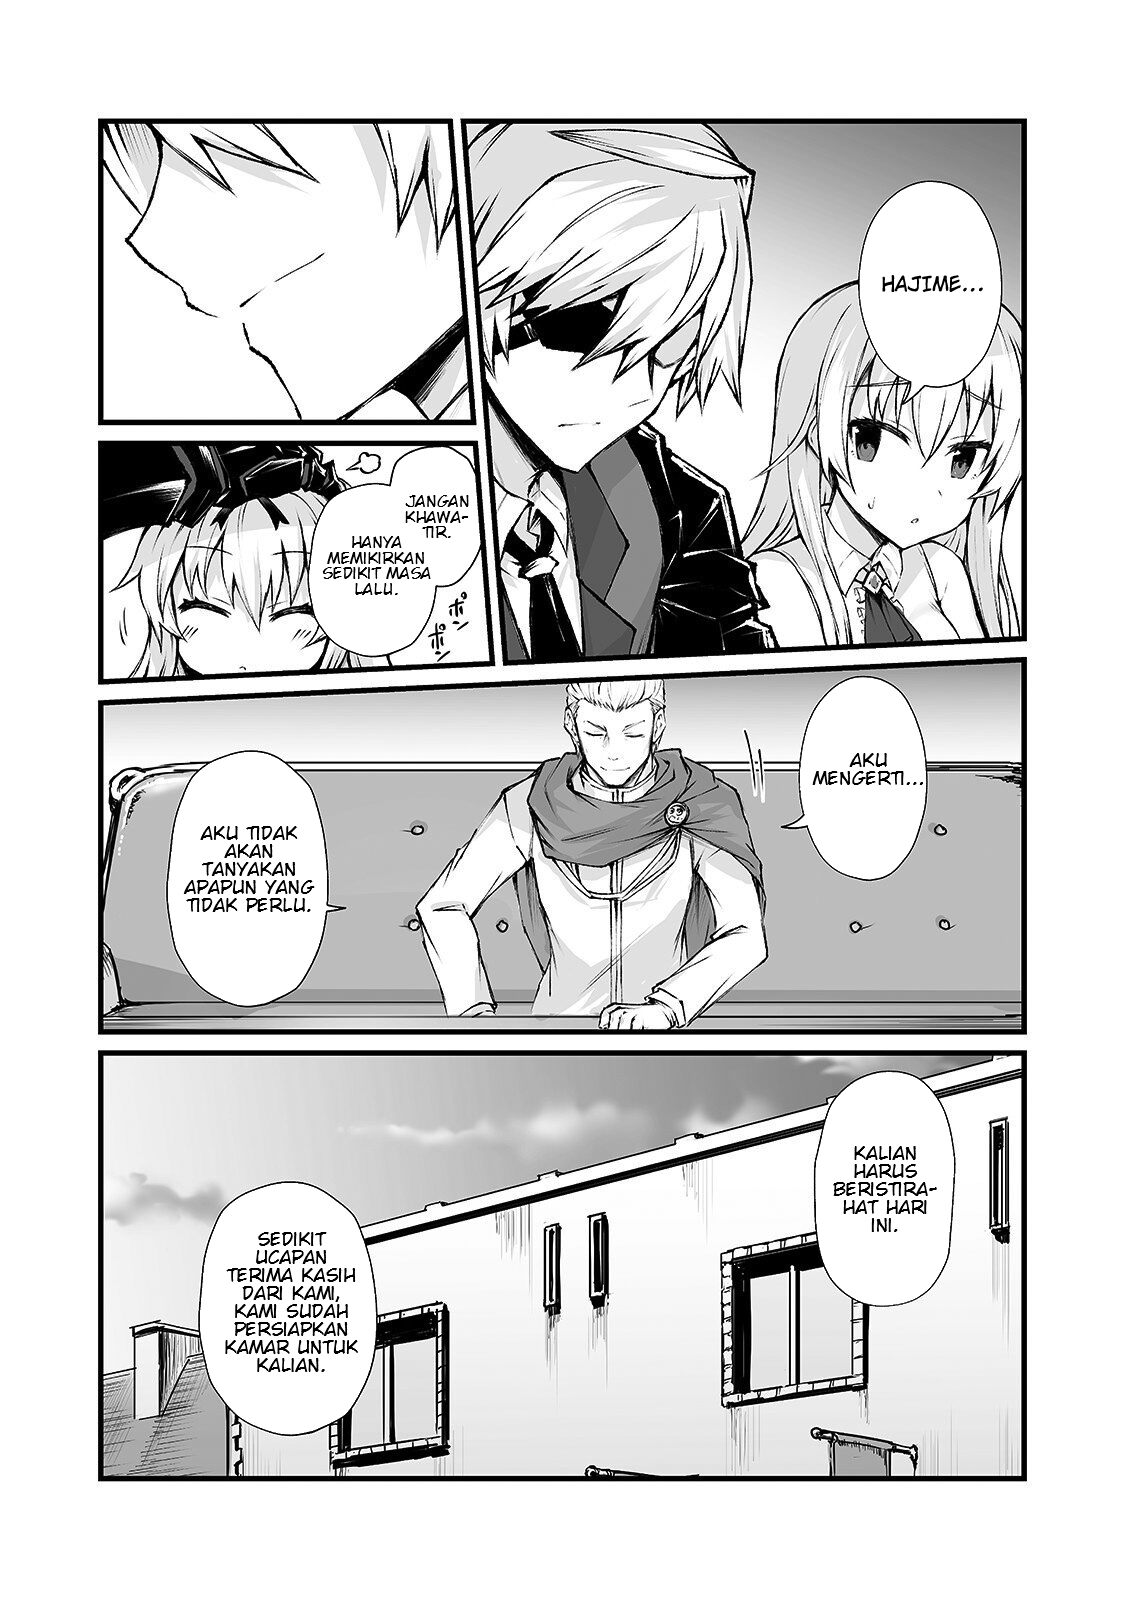 HAJIME...
JANGAN
KHAWA-
TIR.
HANYA
MEMIKIRKAN
SEDIKIT MASA
LALU.
ポンポン
AKU
MENGERTI...
AKU TIDAK
AKAN
TANYAKAN
APAPUN YANG
TIDAK PERLU.
KALIAN
HARUS
BERISTIRA-
HAT HARI
INI.
SEDIKIT
UCAPAN
TERIMA KASIH
DARI KAMI,
KAMI SUDAH
PERSIAPKAN
KAMAR UNTUK
KALIAN.